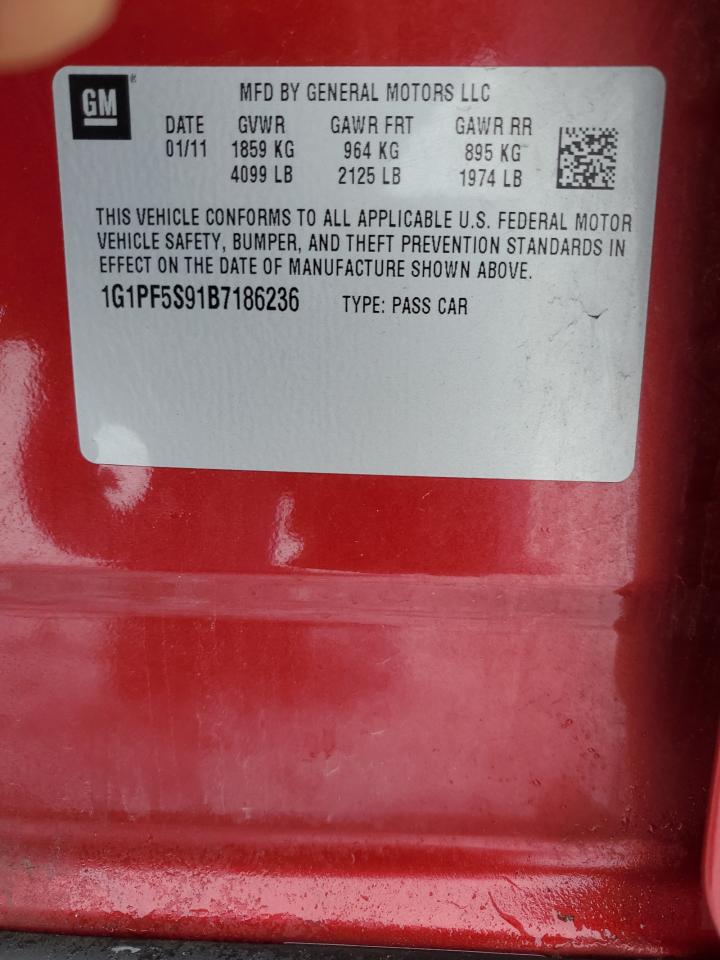 GM®
MFD BY GENERAL MOTORS LLC
DATE GVWR GAWR FRT GAWR RR
01/11 1859 KG 964 KG 895 KG
4099 LB 2125 LB 1974 LB
THIS VEHICLE CONFORMS TO ALL APPLICABLE U.S. FEDERAL MOTOR
VEHICLE SAFETY, BUMPER, AND THEFT PREVENTION STANDARDS IN
EFFECT ON THE DATE OF MANUFACTURE SHOWN ABOVE.
1G1PF5S91B7186236 TYPE: PASS CAR